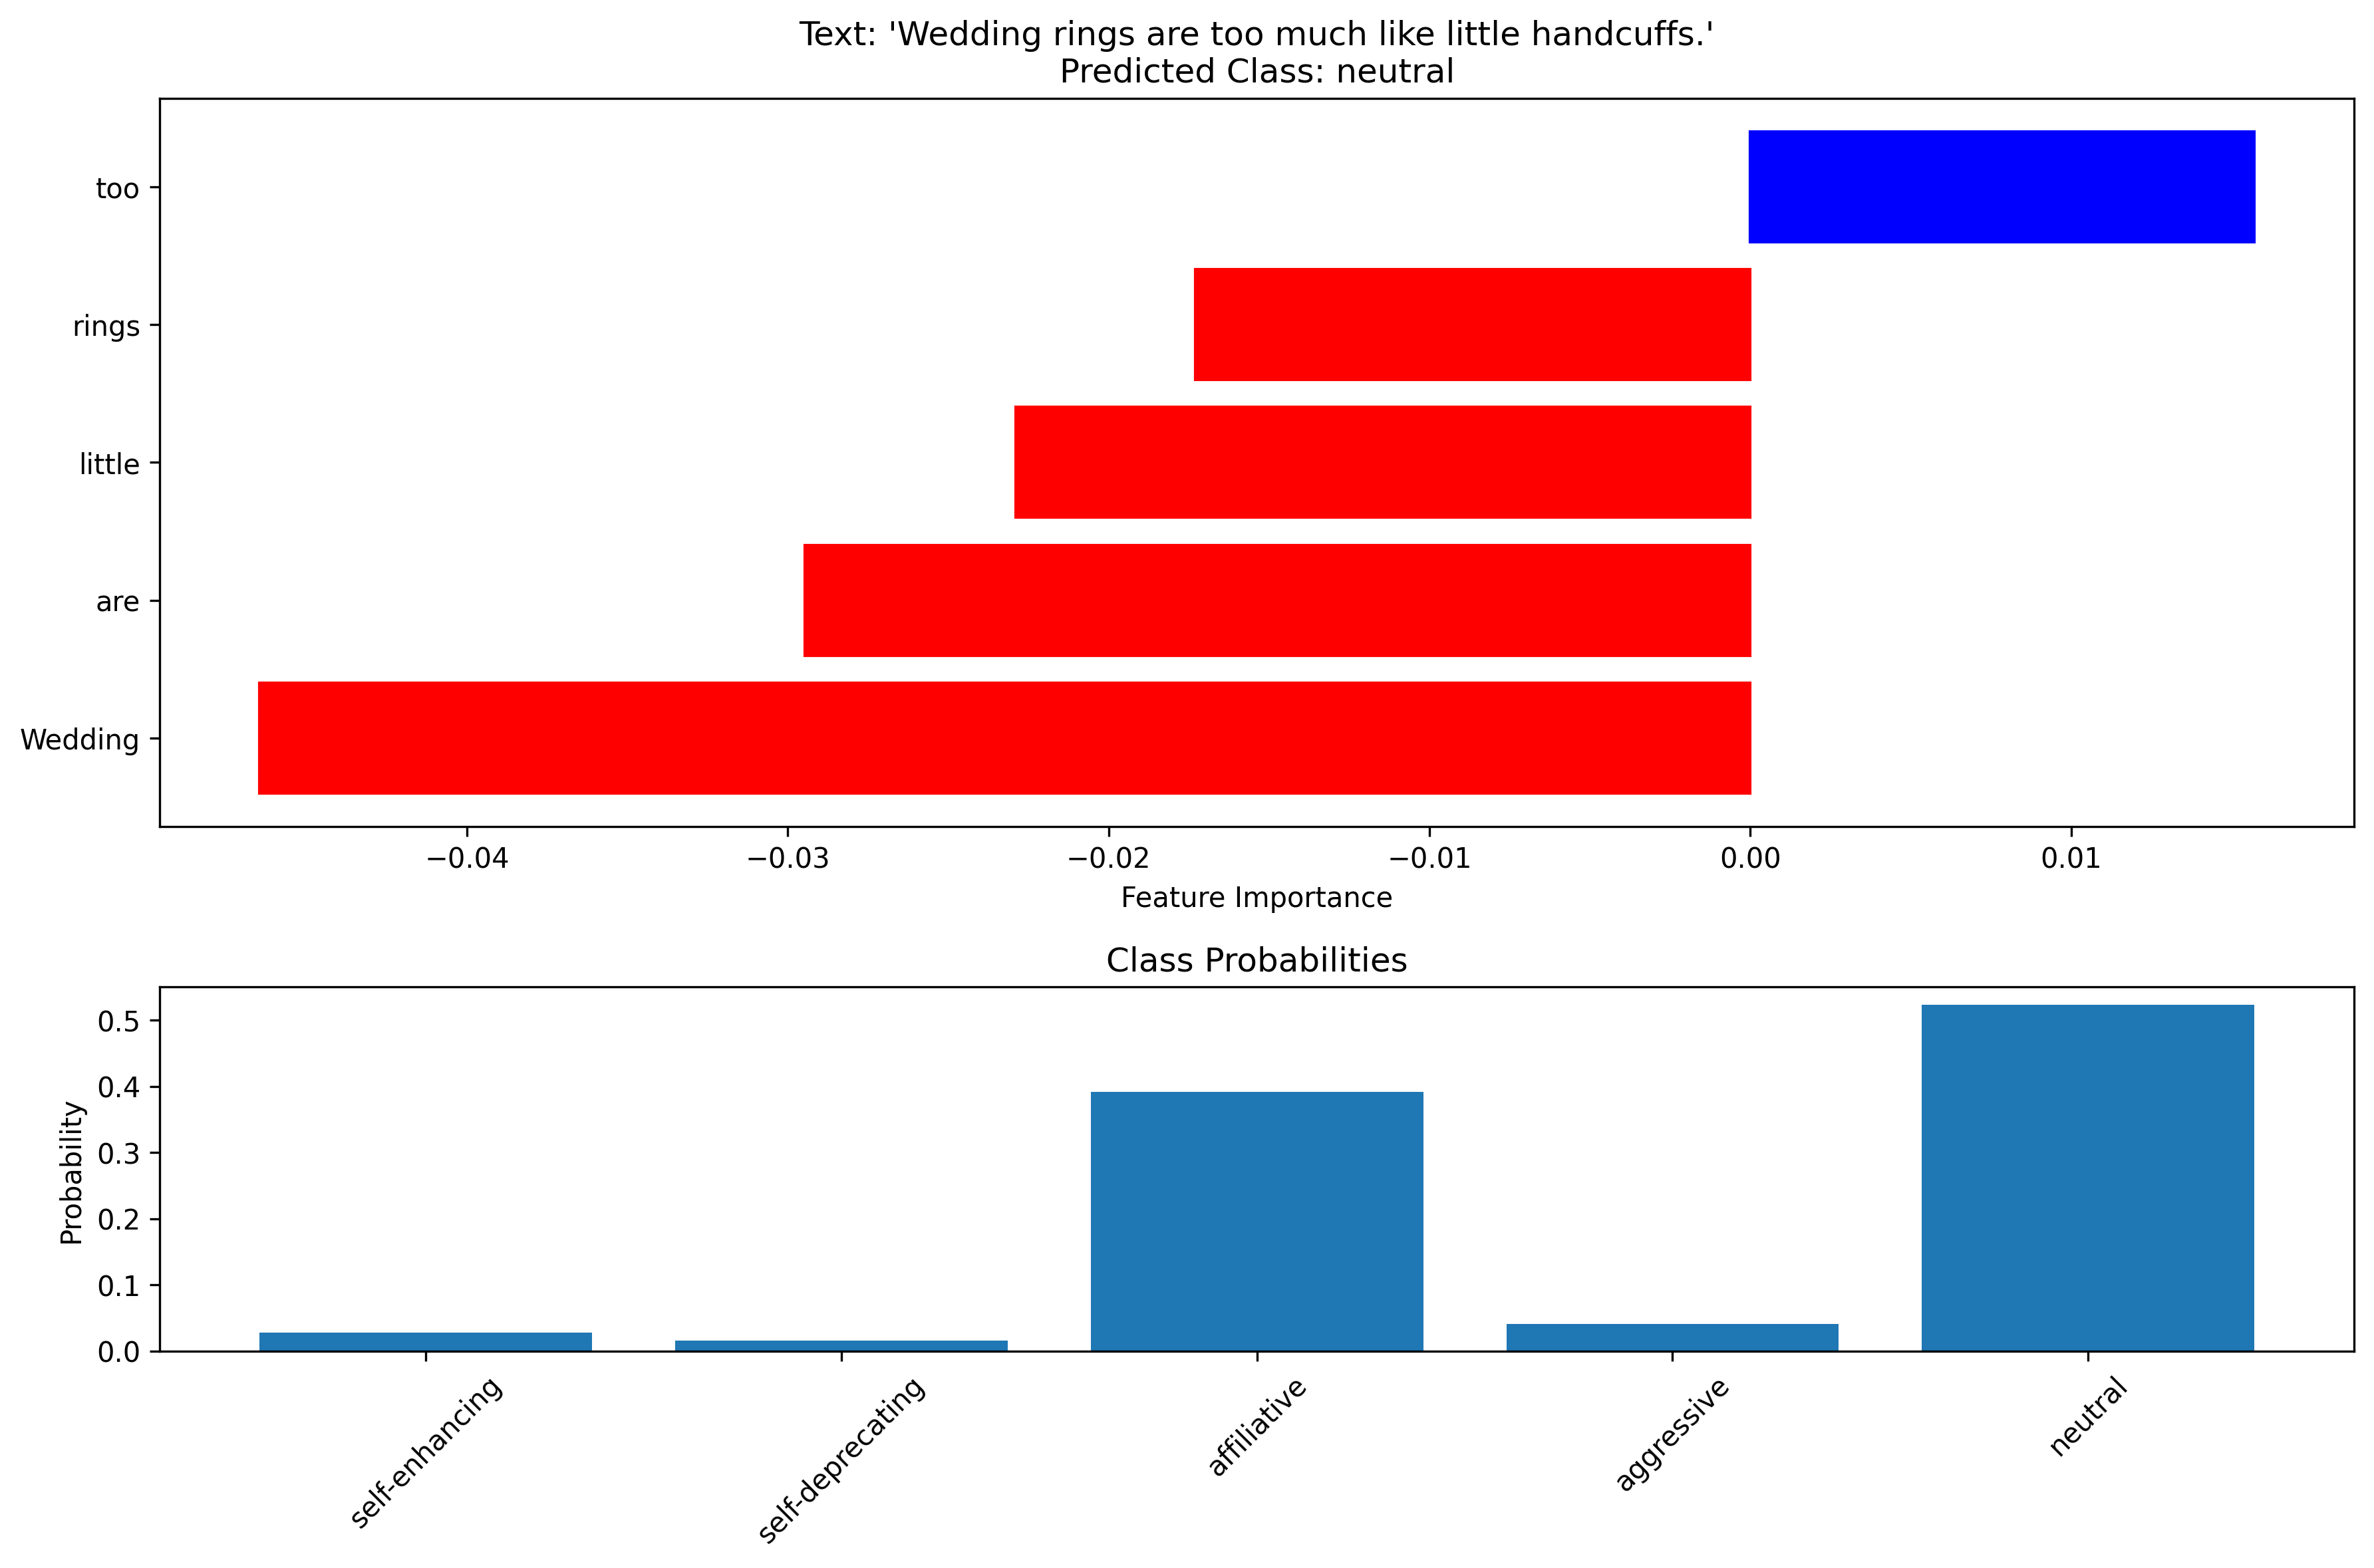 Text: 'Wedding rings are too much like little handcuffs.'
Predicted Class: neutral
too
rings
little
are
Wedding
−0.04
−0.03
−0.02
−0.01
0.00
0.01
Feature Importance
Class Probabilities
Probability
0.5
0.4
0.3
0.2
0.1
0.0
self-enhancing
self-deprecating
affiliative
aggressive
neutral